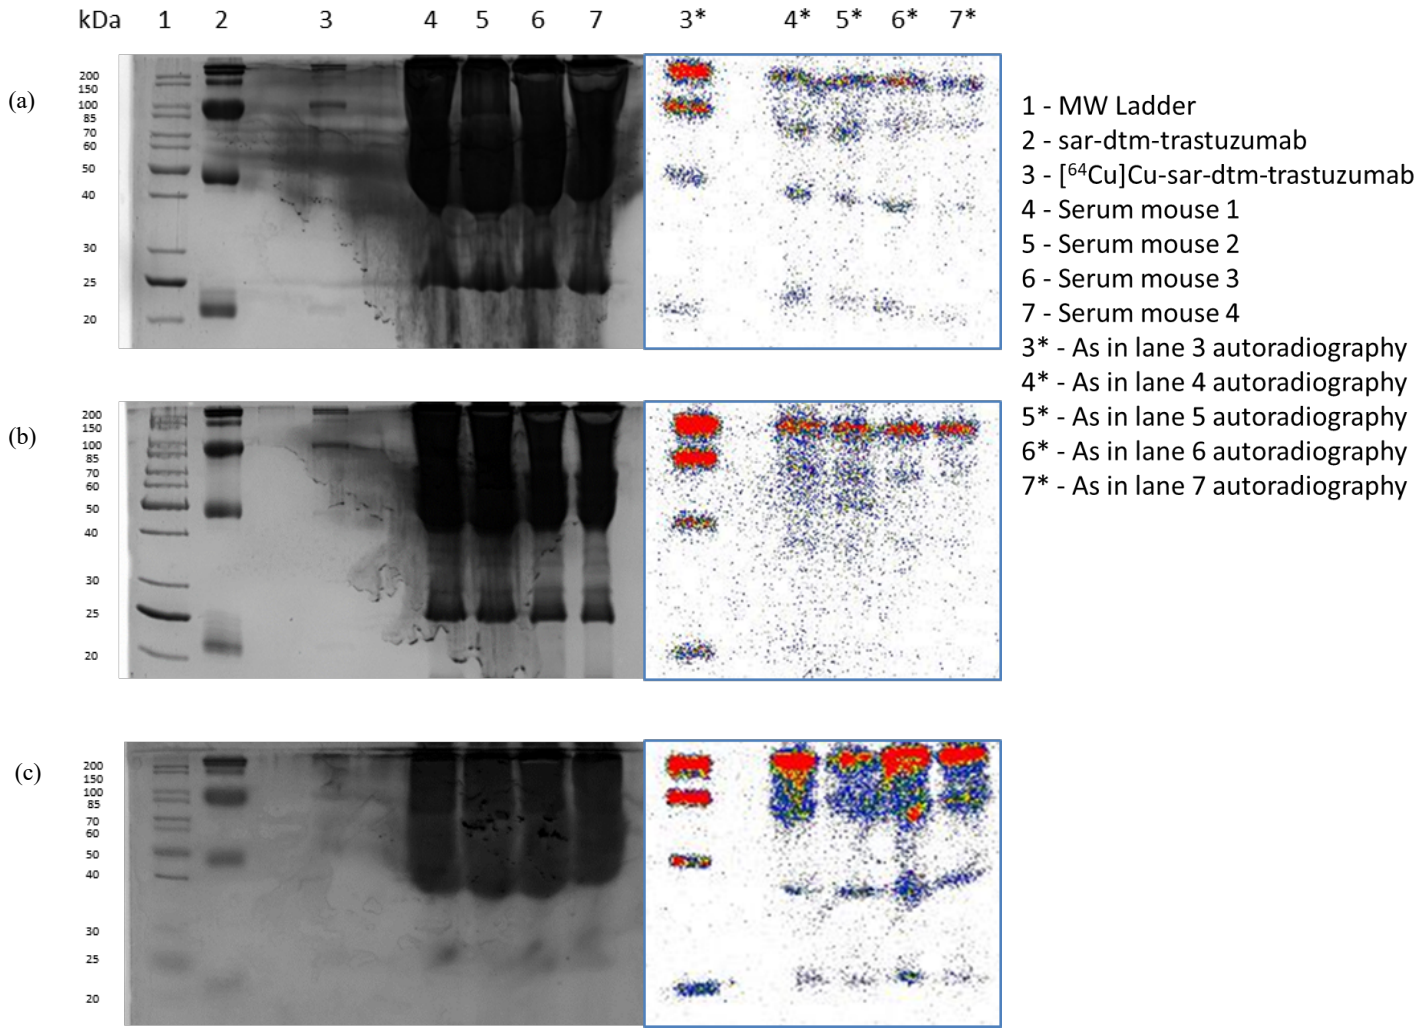 kDa 1 2 3 4 5 6 7 3* 4* 5* 6* 7*
(a)
200
150
100
85
70
60
50
40
30
25
20
1 - MW Ladder
2 - sar-dtm-trastuzumab
3 - [⁶⁴Cu]Cu-sar-dtm-trastuzumab
4 - Serum mouse 1
5 - Serum mouse 2
6 - Serum mouse 3
7 - Serum mouse 4
3* - As in lane 3 autoradiography
4* - As in lane 4 autoradiography
5* - As in lane 5 autoradiography
6* - As in lane 6 autoradiography
7* - As in lane 7 autoradiography
(b)
200
150
100
85
70
60
50
40
30
25
20
(c)
200
150
100
85
70
60
50
40
30
25
20